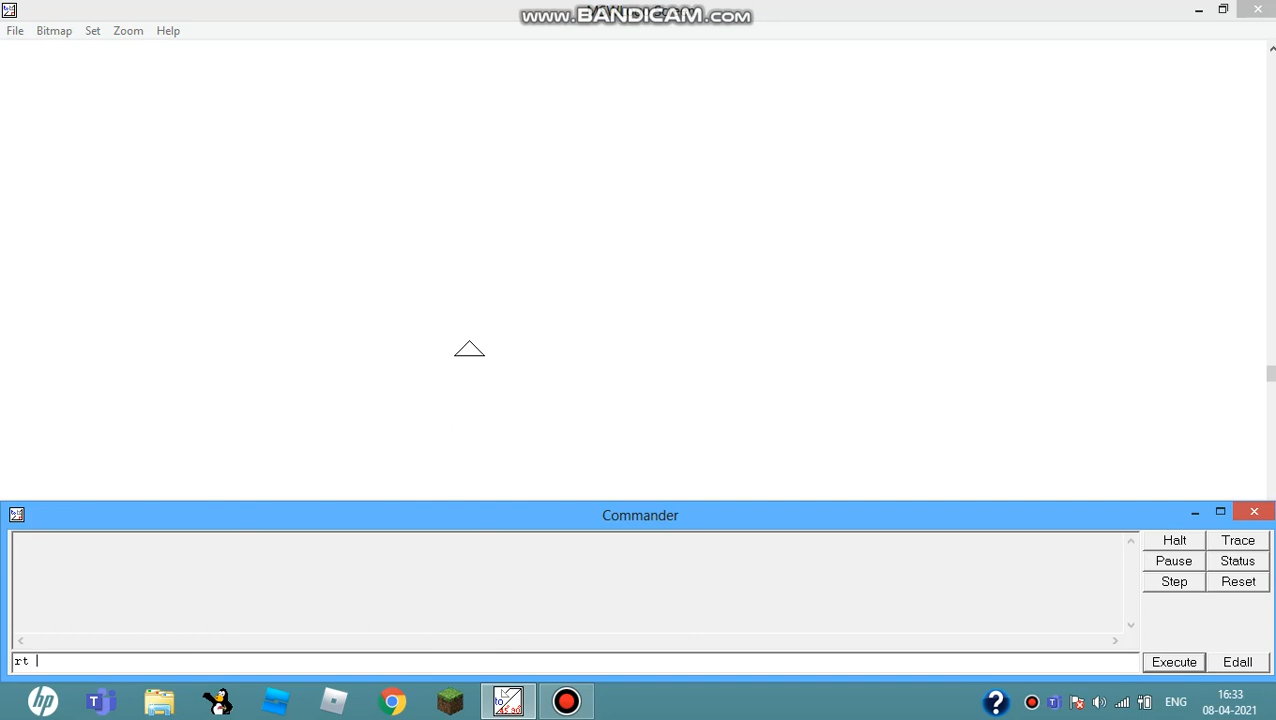 www.BANDICAM.com
File Bitmap Set Zoom Help
Commander
Halt Trace
Pause Status
Step Reset
rt
Execute Edall
ENG
16:33
08-04-2021